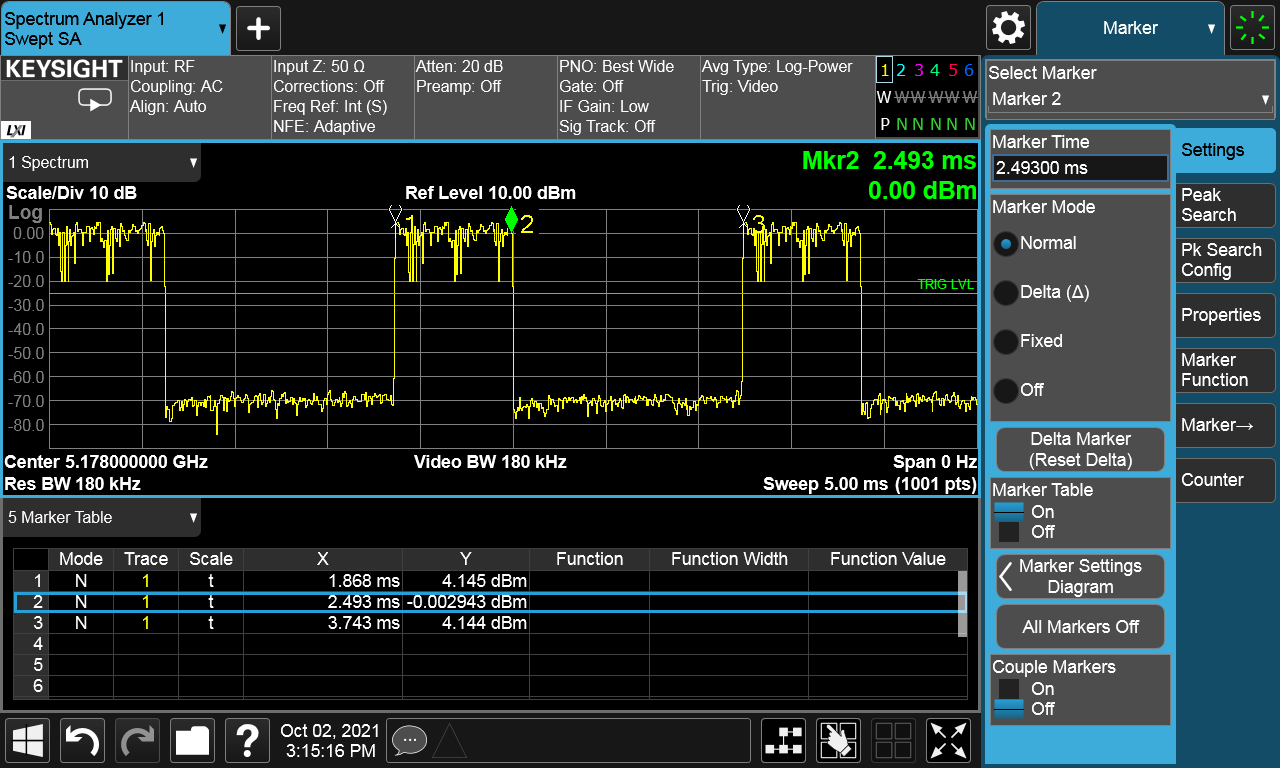 Spectrum Analyzer 1
Swept SA
Marker
KEYSIGHT
LXI
Input: RF
Coupling: AC
Align: Auto
Input Z: 50 Ω
Corrections: Off
Freq Ref: Int (S)
NFE: Adaptive
Atten: 20 dB
Preamp: Off
PNO: Best Wide
Gate: Off
IF Gain: Low
Sig Track: Off
Avg Type: Log-Power
Trig: Video
1 2 3 4 5 6
W W W W W W
P N N N N N
Select Marker
Marker 2
1 Spectrum
Scale/Div 10 dB
Log
Ref Level 10.00 dBm
Mkr2 2.493 ms
0.00 dBm
0.00
-10.0
-20.0
-30.0
-40.0
-50.0
-60.0
-70.0
-80.0
1
2
3
TRIG LVL
Center 5.178000000 GHz
Video BW 180 kHz
Span 0 Hz
Res BW 180 kHz
Sweep 5.00 ms (1001 pts)
5 Marker Table
Mode Trace Scale X Y Function Function Width Function Value
1 N 1 t 1.868 ms 4.145 dBm
2 N 1 t 2.493 ms -0.002943 dBm
3 N 1 t 3.743 ms 4.144 dBm
4
5
6
Marker Time
2.49300 ms
Marker Mode
Normal
Delta (Δ)
Fixed
Off
Delta Marker
(Reset Delta)
Marker Table
On
Off
Marker Settings
Diagram
All Markers Off
Couple Markers
On
Off
Settings
Peak
Search
Pk Search
Config
Properties
Marker
Function
Marker→
Counter
?
Oct 02, 2021
3:15:16 PM